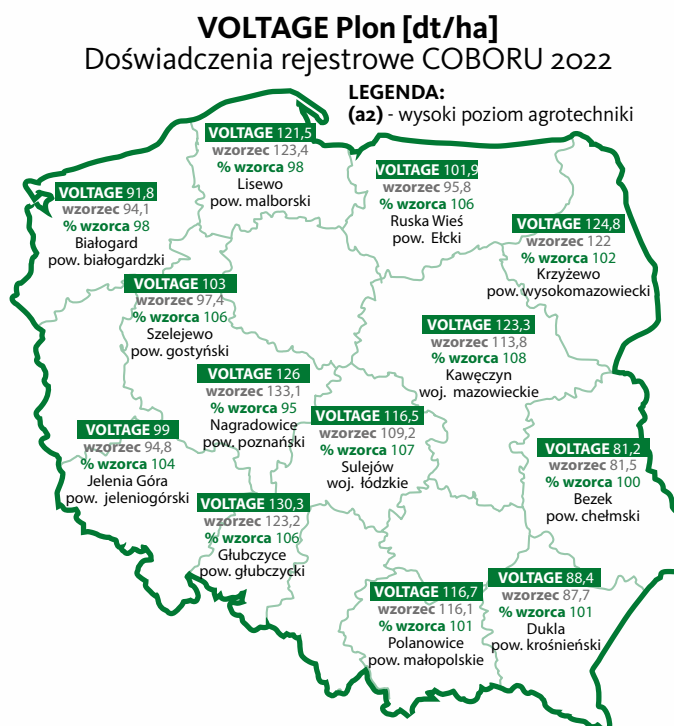 VOLTAGE Plon [dt/ha]
Doświadczenia rejestrowe COBORU 2022
LEGENDA:
(a2) - wysoki poziom agrotechniki
VOLTAGE 121,5
wzorzec 123,4
% wzorca 98
Lisewo
pow. malborski
VOLTAGE 101,9
wzorzec 95,8
% wzorca 106
Ruska Wieś
pow. Ełcki
VOLTAGE 91,8
wzorzec 94,1
% wzorca 98
Białogard
pow. białogardzki
VOLTAGE 124,8
wzorzec 122
% wzorca 102
Krzyżewo
pow. wysokomazowiecki
VOLTAGE 103
wzorzec 97,4
% wzorca 106
Szelejewo
pow. gostyński
VOLTAGE 123,3
wzorzec 113,8
% wzorca 108
Kawęczyn
woj. mazowieckie
VOLTAGE 126
wzorzec 133,1
% wzorca 95
Nagradowice
pow. poznański
VOLTAGE 116,5
wzorzec 109,2
% wzorca 107
Sulejów
woj. łódzkie
VOLTAGE 99
wzorzec 94,8
% wzorca 104
Jelenia Góra
pow. jeleniogórski
VOLTAGE 81,2
wzorzec 81,5
% wzorca 100
Bezek
pow. chełmski
VOLTAGE 130,3
wzorzec 123,2
% wzorca 106
Głubczyce
pow. głubczycki
VOLTAGE 116,7
wzorzec 116,1
% wzorca 101
Polanowice
pow. małopolskie
VOLTAGE 88,4
wzorzec 87,7
% wzorca 101
Dukla
pow. krośnieński